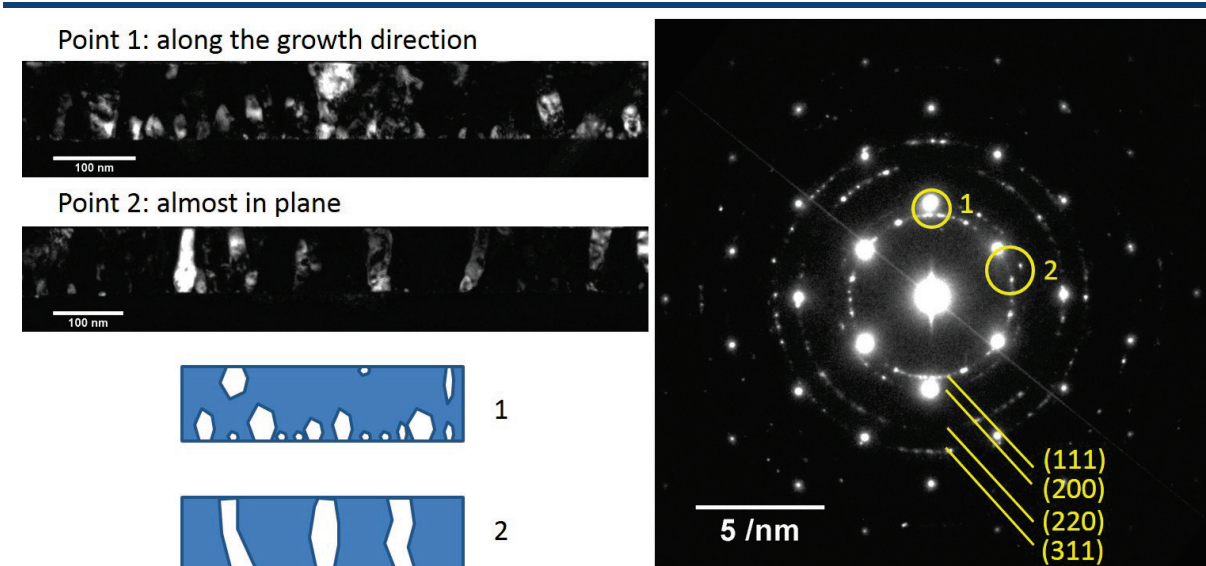 Point 1: along the growth direction
100 nm
Point 2: almost in plane
100 nm
1
2
1
2
(111)
(200)
(220)
(311)
5 /nm